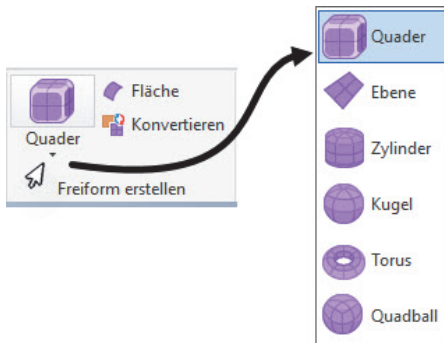 Quader
Fläche
Konvertieren
Freiform erstellen
Quader
Ebene
Zylinder
Kugel
Torus
Quadball